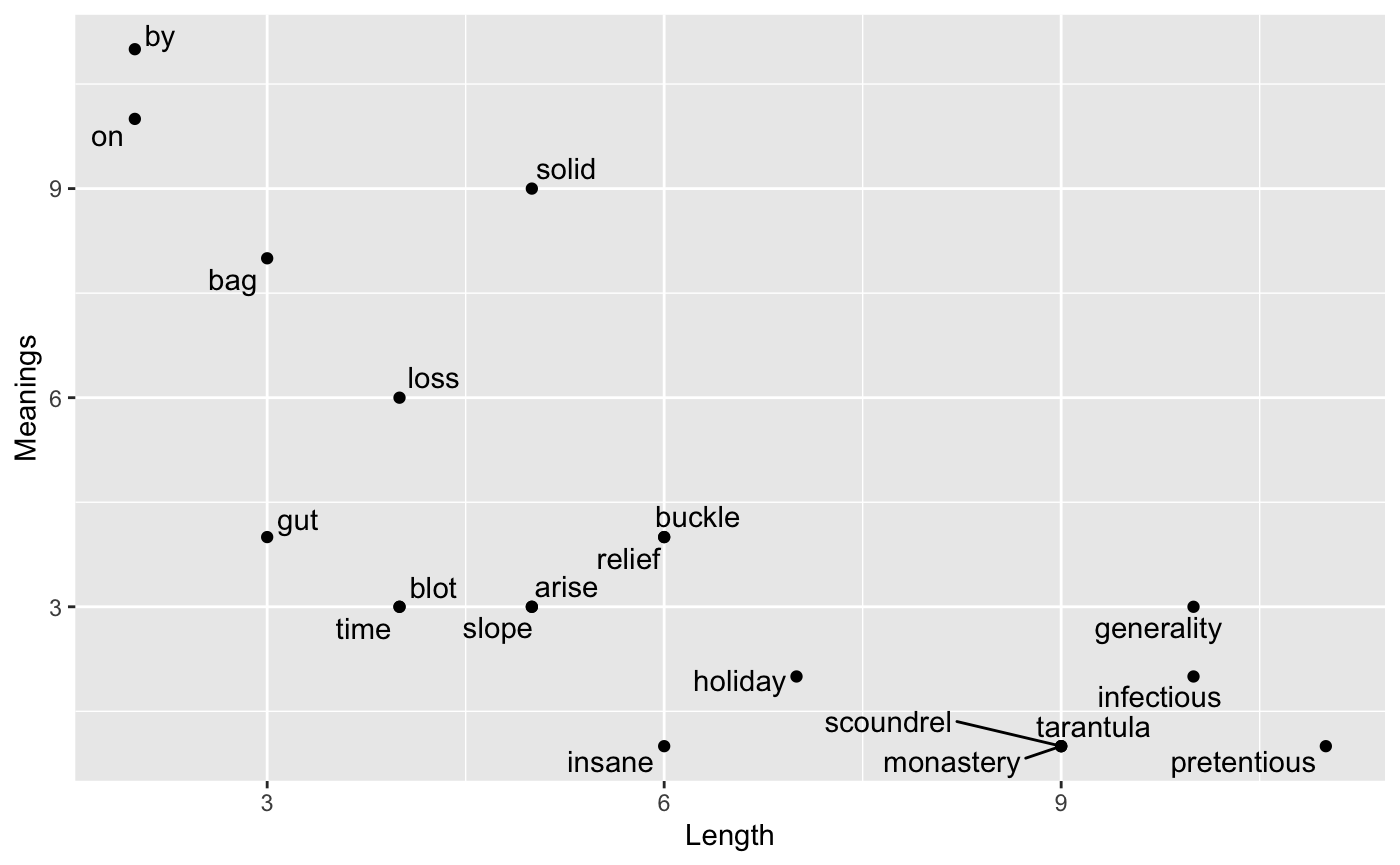 by
on
solid
9
bag
loss
Meanings
6
buckle
gut
relief
arise
blot
3
time
slope
generality
holiday
infectious
scoundrel
tarantula
insane
monastery
pretentious
3
6
9
Length